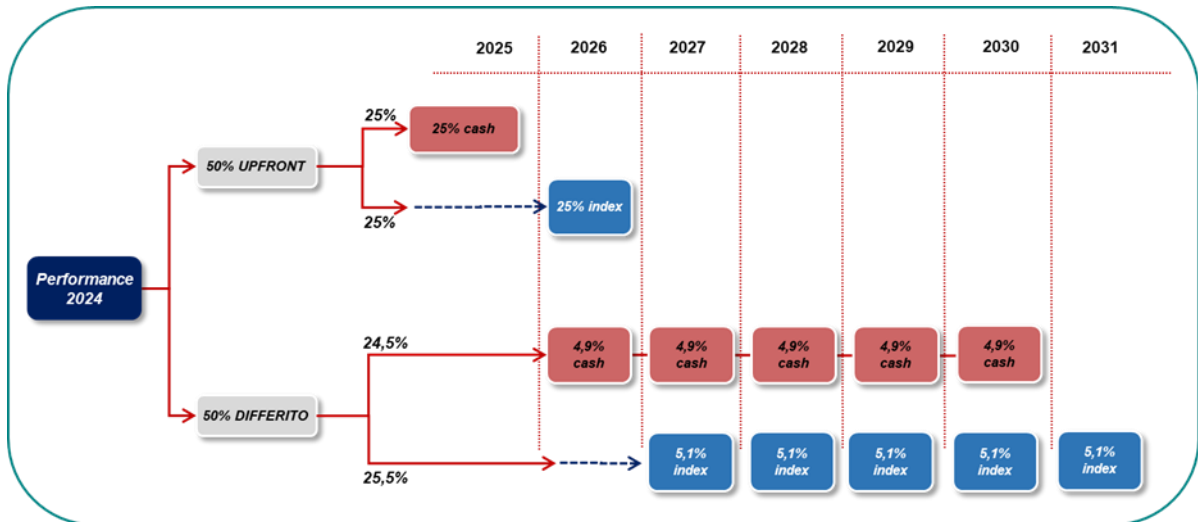 2025 2026 2027 2028 2029 2030 2031
25%
25% cash
50% UPFRONT
25% index
25%
Performance
2024
24,5%
4,9% 4,9% 4,9% 4,9% 4,9%
cash cash cash cash cash
50% DIFFERITO
5,1% 5,1% 5,1% 5,1% 5,1%
index index index index index
25,5%